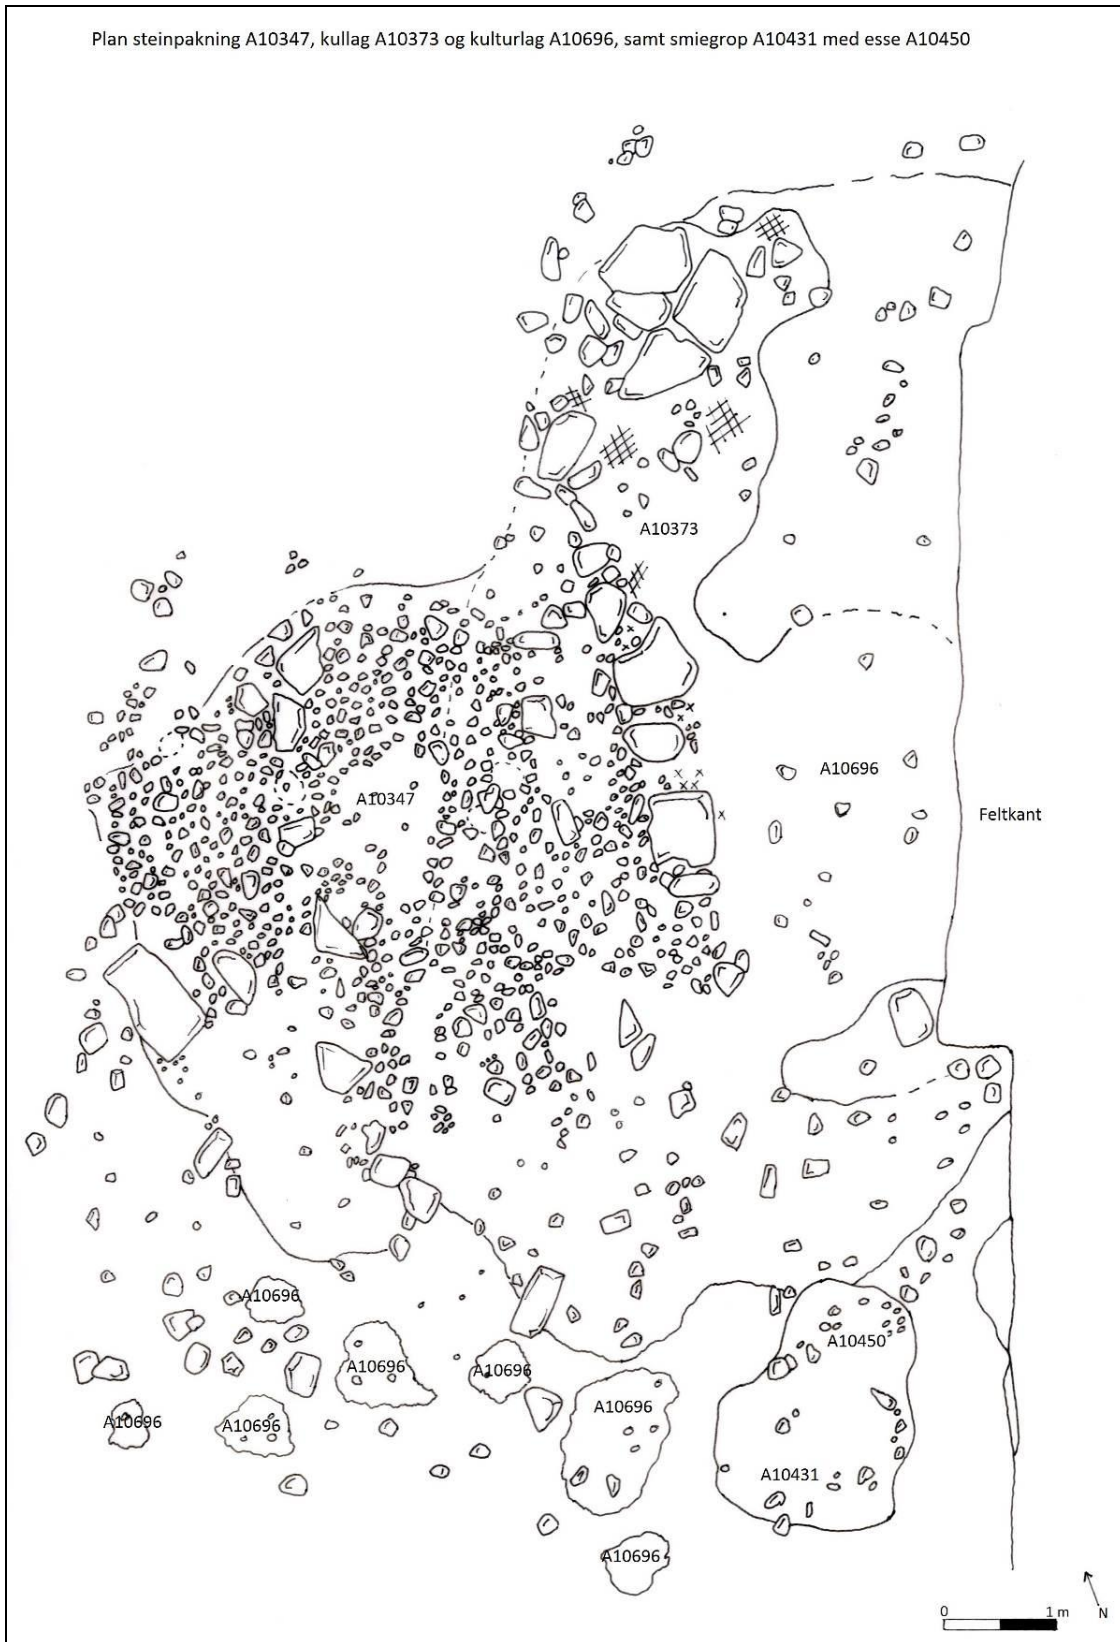 Plan steinpakning A10347, kullag A10373 og kulturlag A10696, samt smiegrop A10431 med esse A10450
A10373
A10696
A10347
Feltkant
A10696
A10450
A10696
A10696
A10696
A10696
A10696
A10431
A10696
0 1 m
N